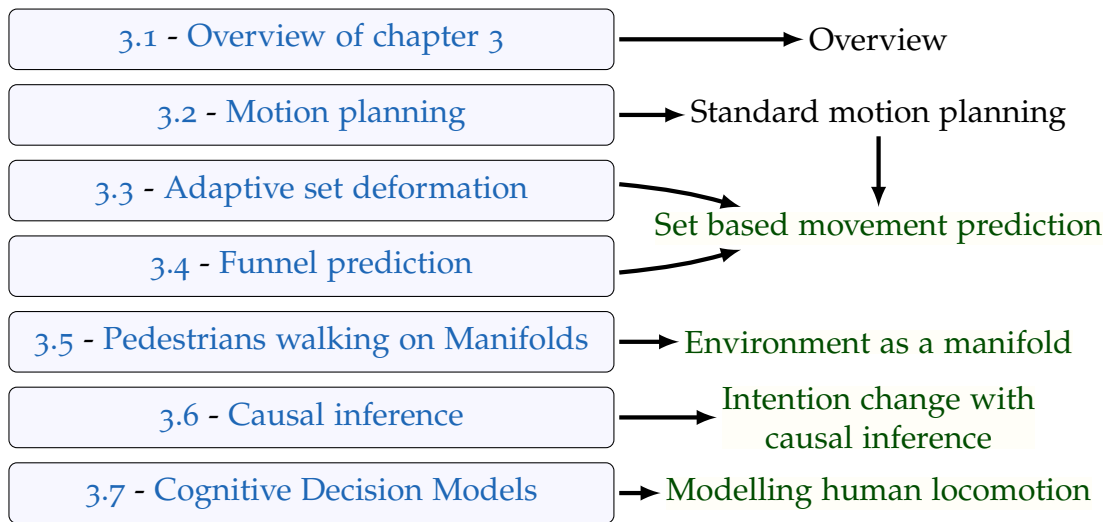 3.1 - Overview of chapter 3
Overview
3.2 - Motion planning
Standard motion planning
3.3 - Adaptive set deformation
Set based movement prediction
3.4 - Funnel prediction
3.5 - Pedestrians walking on Manifolds
Environment as a manifold
3.6 - Causal inference
Intention change with
causal inference
3.7 - Cognitive Decision Models
Modelling human locomotion